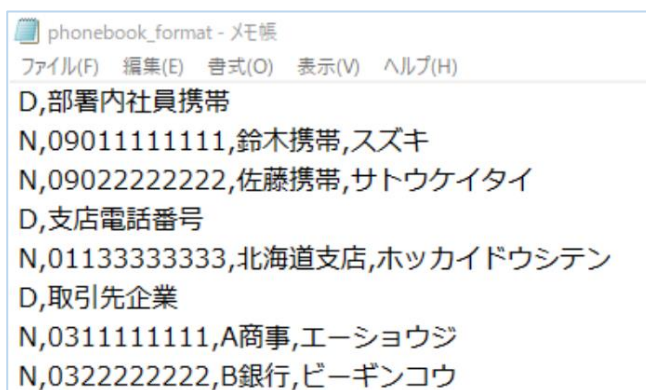 phonebook_format - メモ帳
ファイル(F) 編集(E) 書式(O) 表示(V) ヘルプ(H)
D,部署内社員携帯
N,09011111111,鈴木携帯,スズキ
N,09022222222,佐藤携帯,サトウケイタイ
D,支店電話番号
N,01133333333,北海道支店,ホッカイドウシテン
D,取引先企業
N,0311111111,A商事,エーショウジ
N,0322222222,B銀行,ビーギンコウ